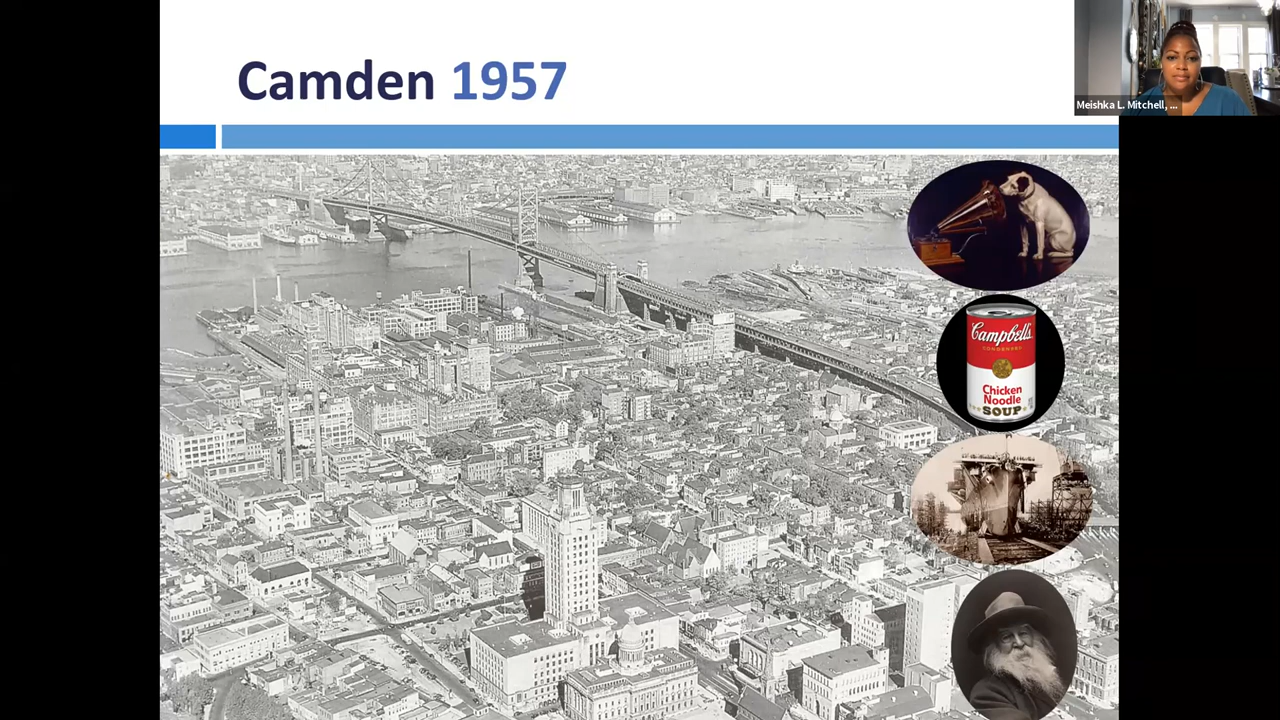 Camden 1957
Meishka L. Mitchell, ...
Campbell's
CONDENSED
Chicken
Noodle
SOUP